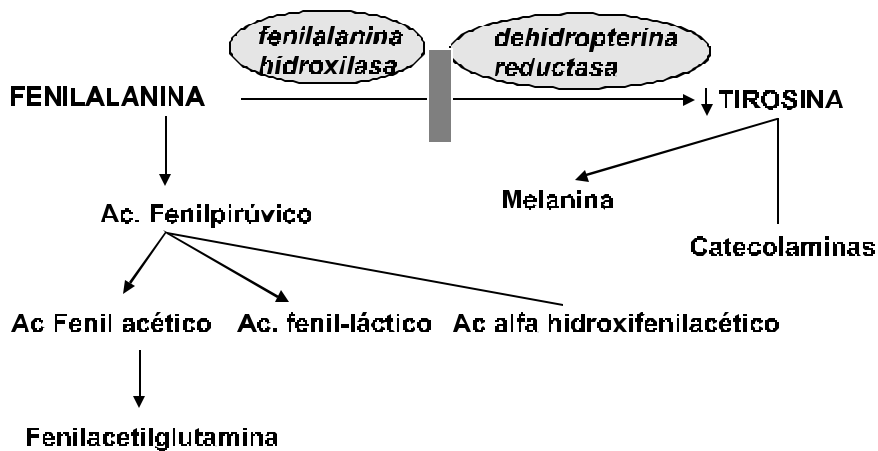 fenilalanina
hidroxilasa
dehidropterina
reductasa
FENILALANINA
TIROSINA
Ac. Fenilpirúvico
Melanina
Catecolaminas
Ac Fenil acético
Ac. fenil-láctico
Ac alfa hidroxifenilacético
Fenilacetilglutamina